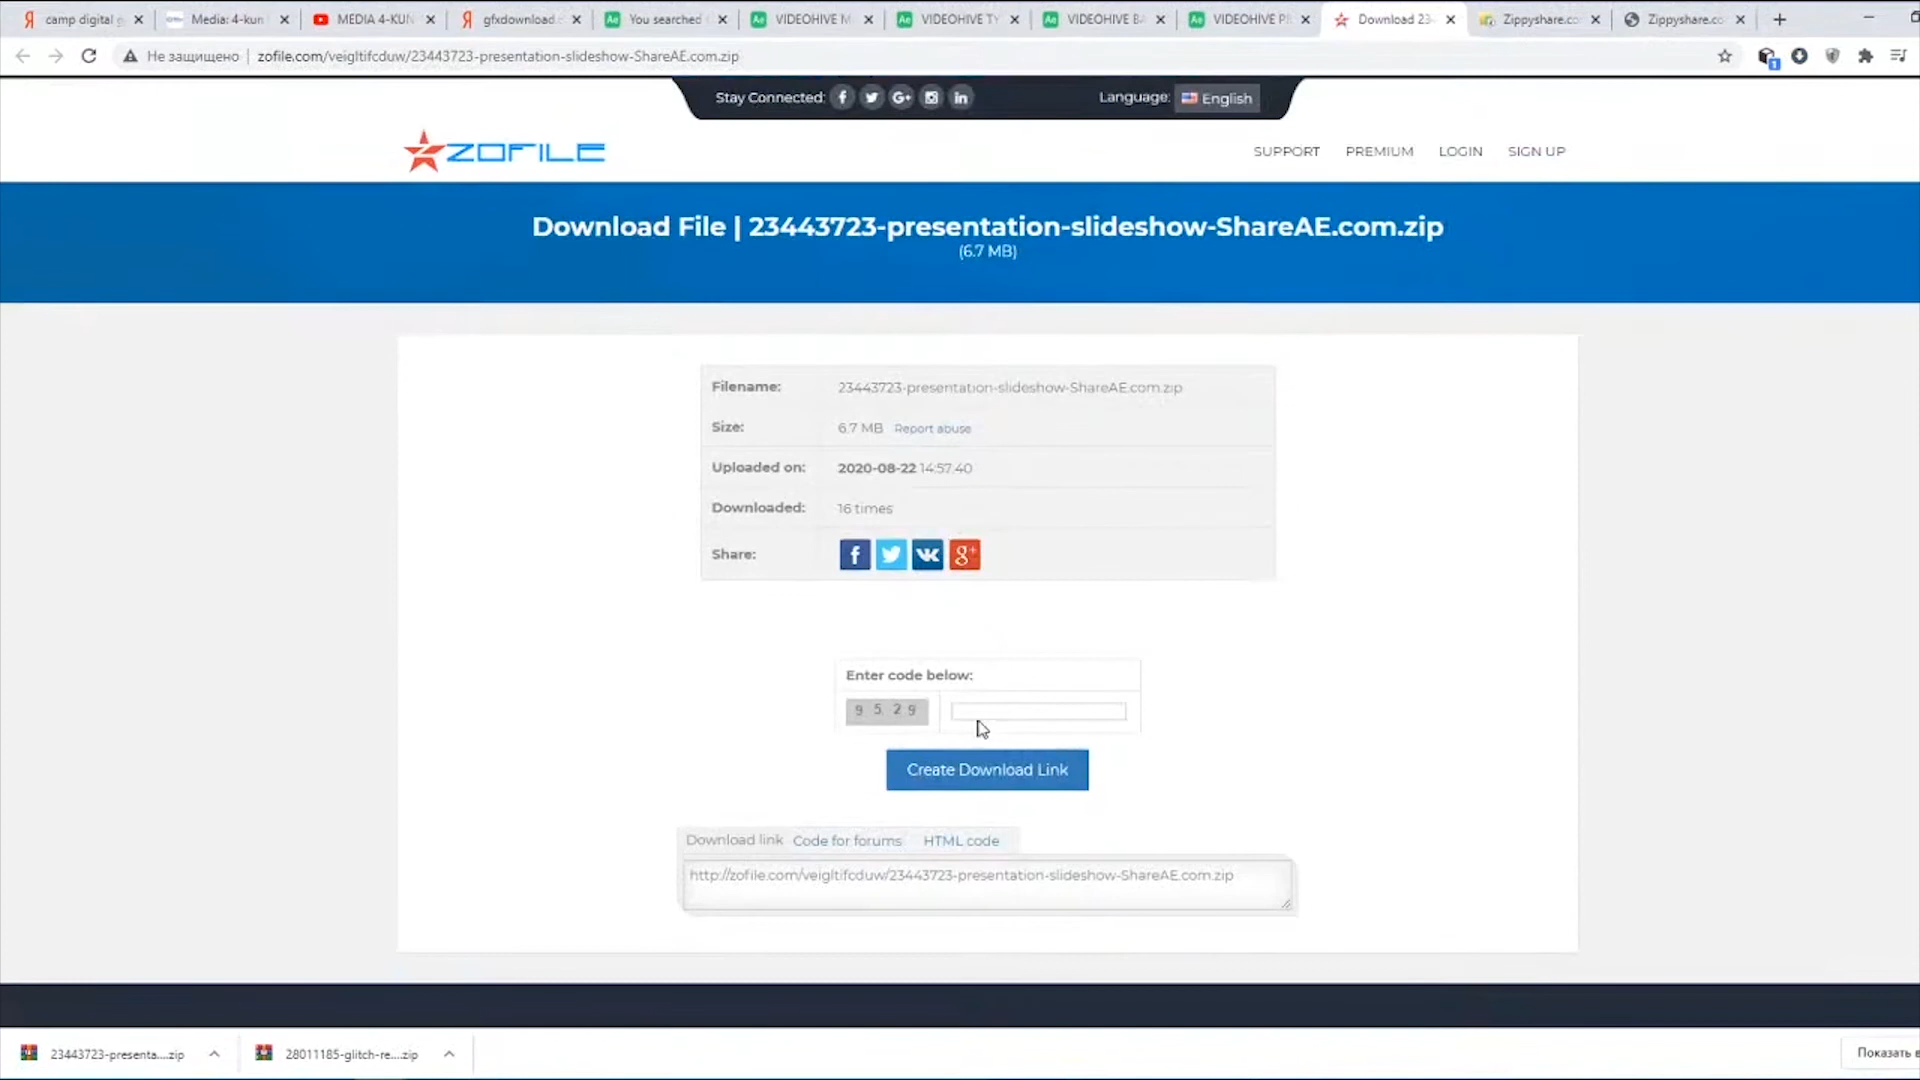 camp digital
Media: 4-kun
MEDIA 4-KUN
gfxdownload.
You searched
VIDEOHIVE M
VIDEOHIVE TY
VIDEOHIVE
VIDEOHIVE
Download 23
Zippyshare.co
Zippyshare.co
Не защищено
zofile.com/veigltifcduw/23443723-presentation-slideshow-ShareAE.com.zip
Stay Connected:
Language: English
ZOFILE
SUPPORT PREMIUM LOGIN SIGN UP
Download File | 23443723-presentation-slideshow-ShareAE.com.zip
(6.7 MB)
Filename: 23443723-presentation-slideshow-ShareAE.com.zip
Size: 6.7 MB Report abuse
Uploaded on: 2020-08-22 14:57:40
Downloaded: 16 times
Share:
Enter code below:
9 5 2 9
Create Download Link
Download link Code for forums HTML code
http://zofile.com/veigltifcduw/23443723-presentation-slideshow-ShareAE.com.zip
23443723-presenta....zip
28011185-glitch-re....zip
Показать в